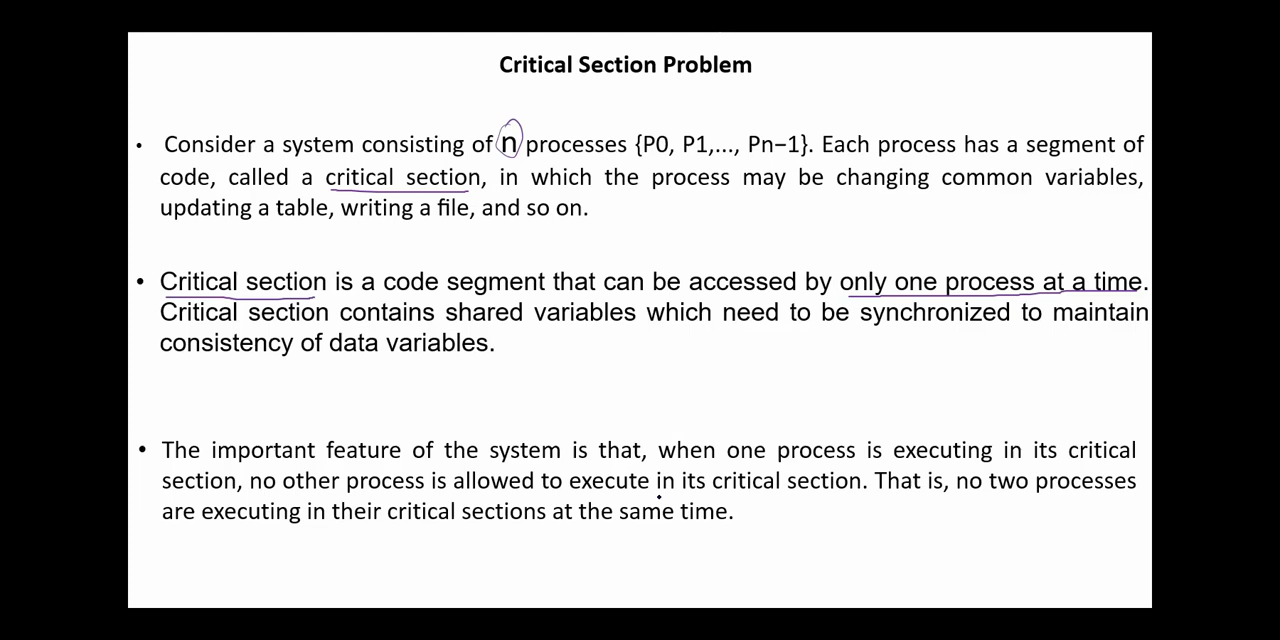 Critical Section Problem
• Consider a system consisting of n processes {P0, P1,..., Pn−1}. Each process has a segment of
code, called a critical section, in which the process may be changing common variables,
updating a table, writing a file, and so on.
• Critical section is a code segment that can be accessed by only one process at a time.
Critical section contains shared variables which need to be synchronized to maintain
consistency of data variables.
• The important feature of the system is that, when one process is executing in its critical
section, no other process is allowed to execute in its critical section. That is, no two processes
are executing in their critical sections at the same time.